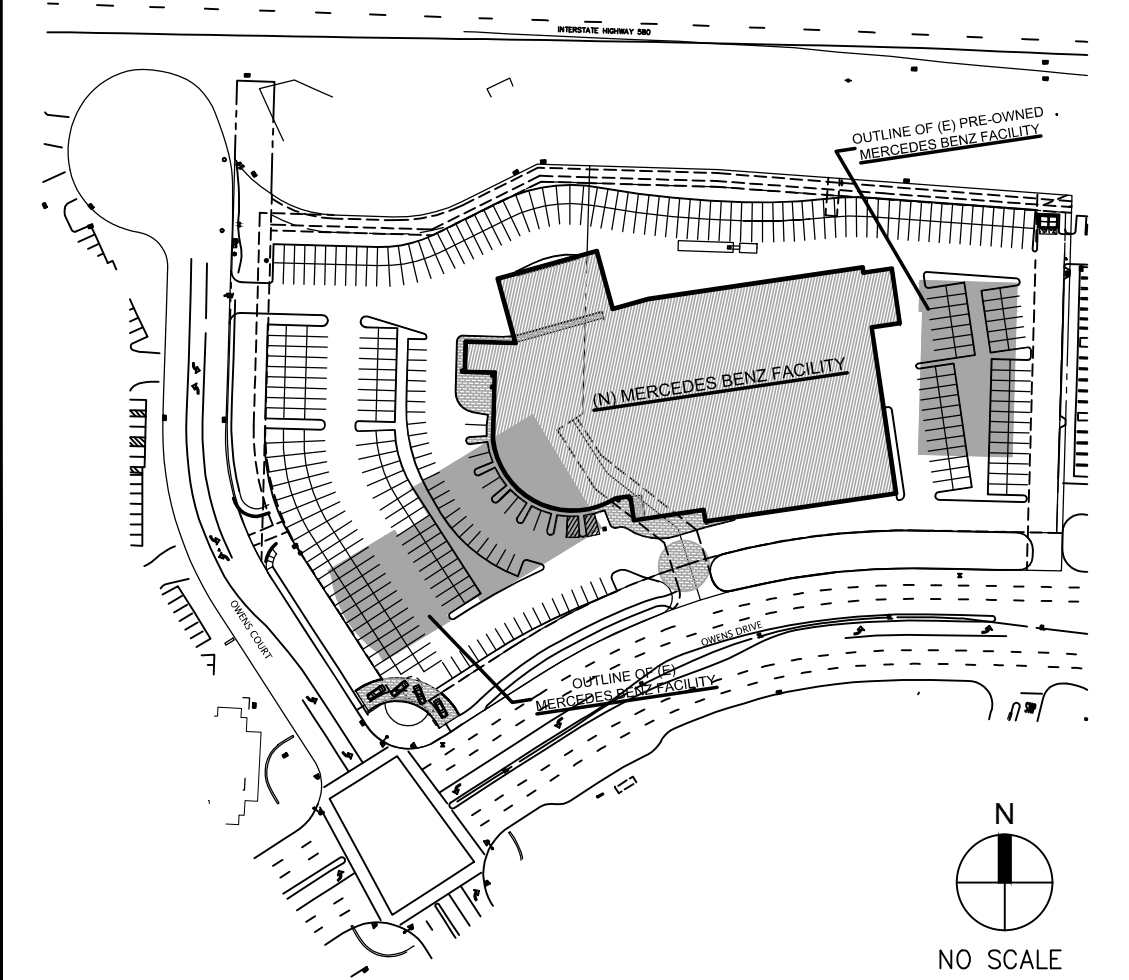 INTERSTATE HIGHWAY 580
OUTLINE OF (E) PRE-OWNED
MERCEDES BENZ FACILITY
(N) MERCEDES BENZ FACILITY
OWENS COURT
OWENS DRIVE
OUTLINE OF (E)
MERCEDES BENZ FACILITY
N
NO SCALE